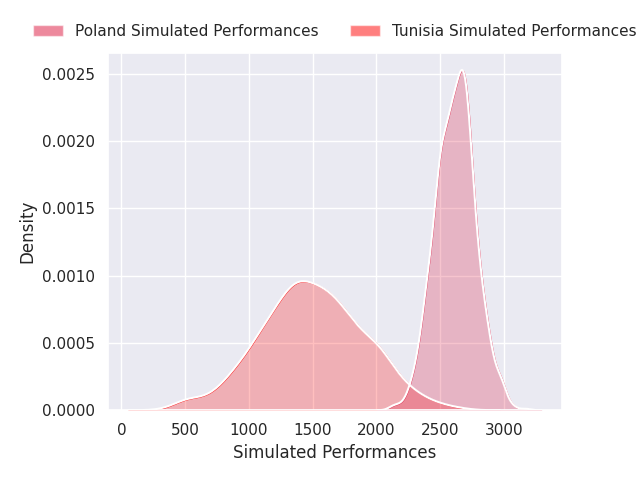 Poland Simulated Performances Tunisia Simulated Performances
0.0025
0.0020
0.0015
0.0010
0.0005
0.0000
Density
0 500 1000 1500 2000 2500 3000
Simulated Performances